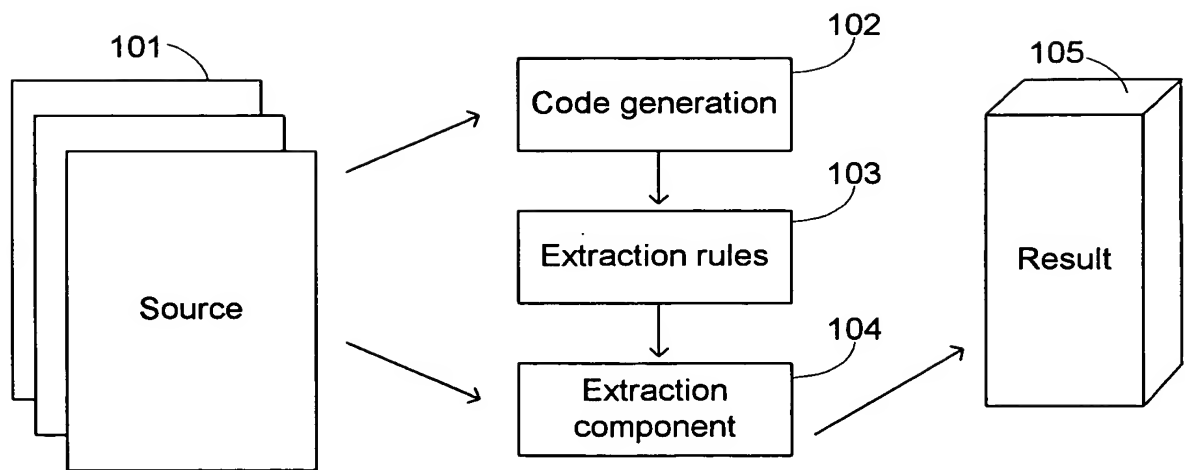 101
Source
102
Code generation
103
Extraction rules
104
Extraction
component
105
Result